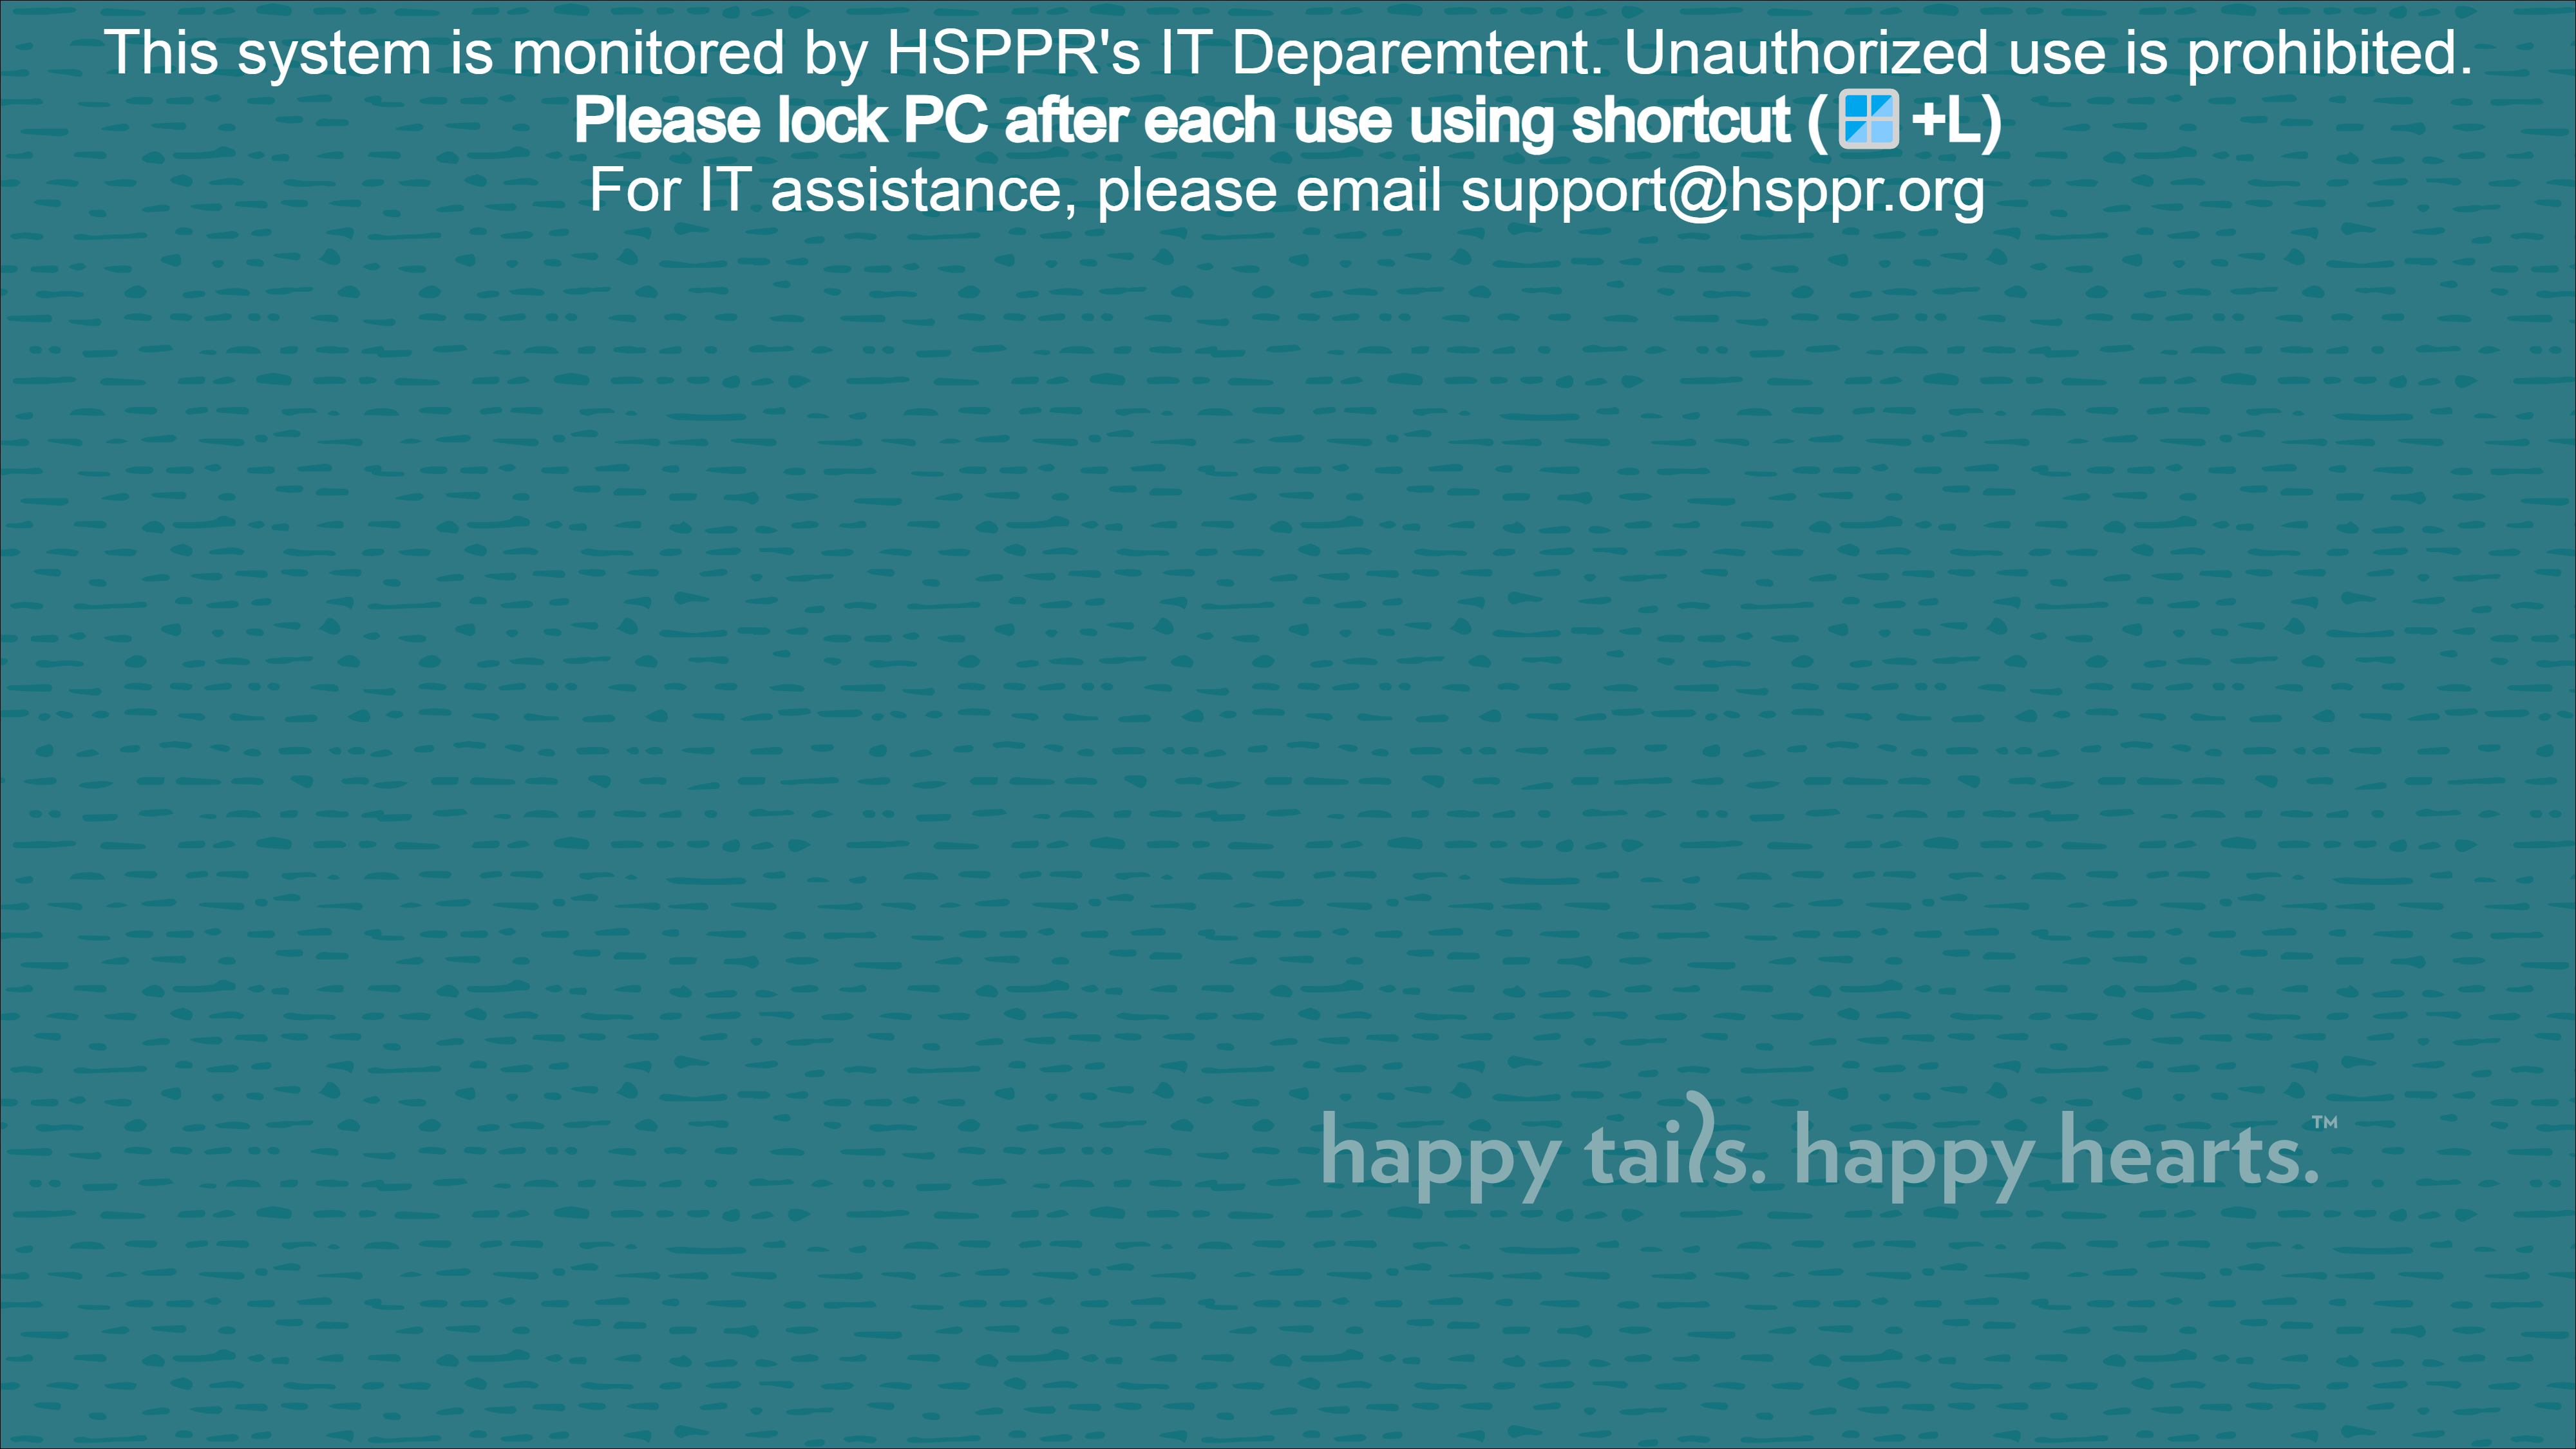 This system is monitored by HSPPR's IT Deparemtent. Unauthorized use is prohibited.
Please lock PC after each use using shortcut ( +L)
For IT assistance, please email support@hsppr.org
happy tails. happy hearts.™